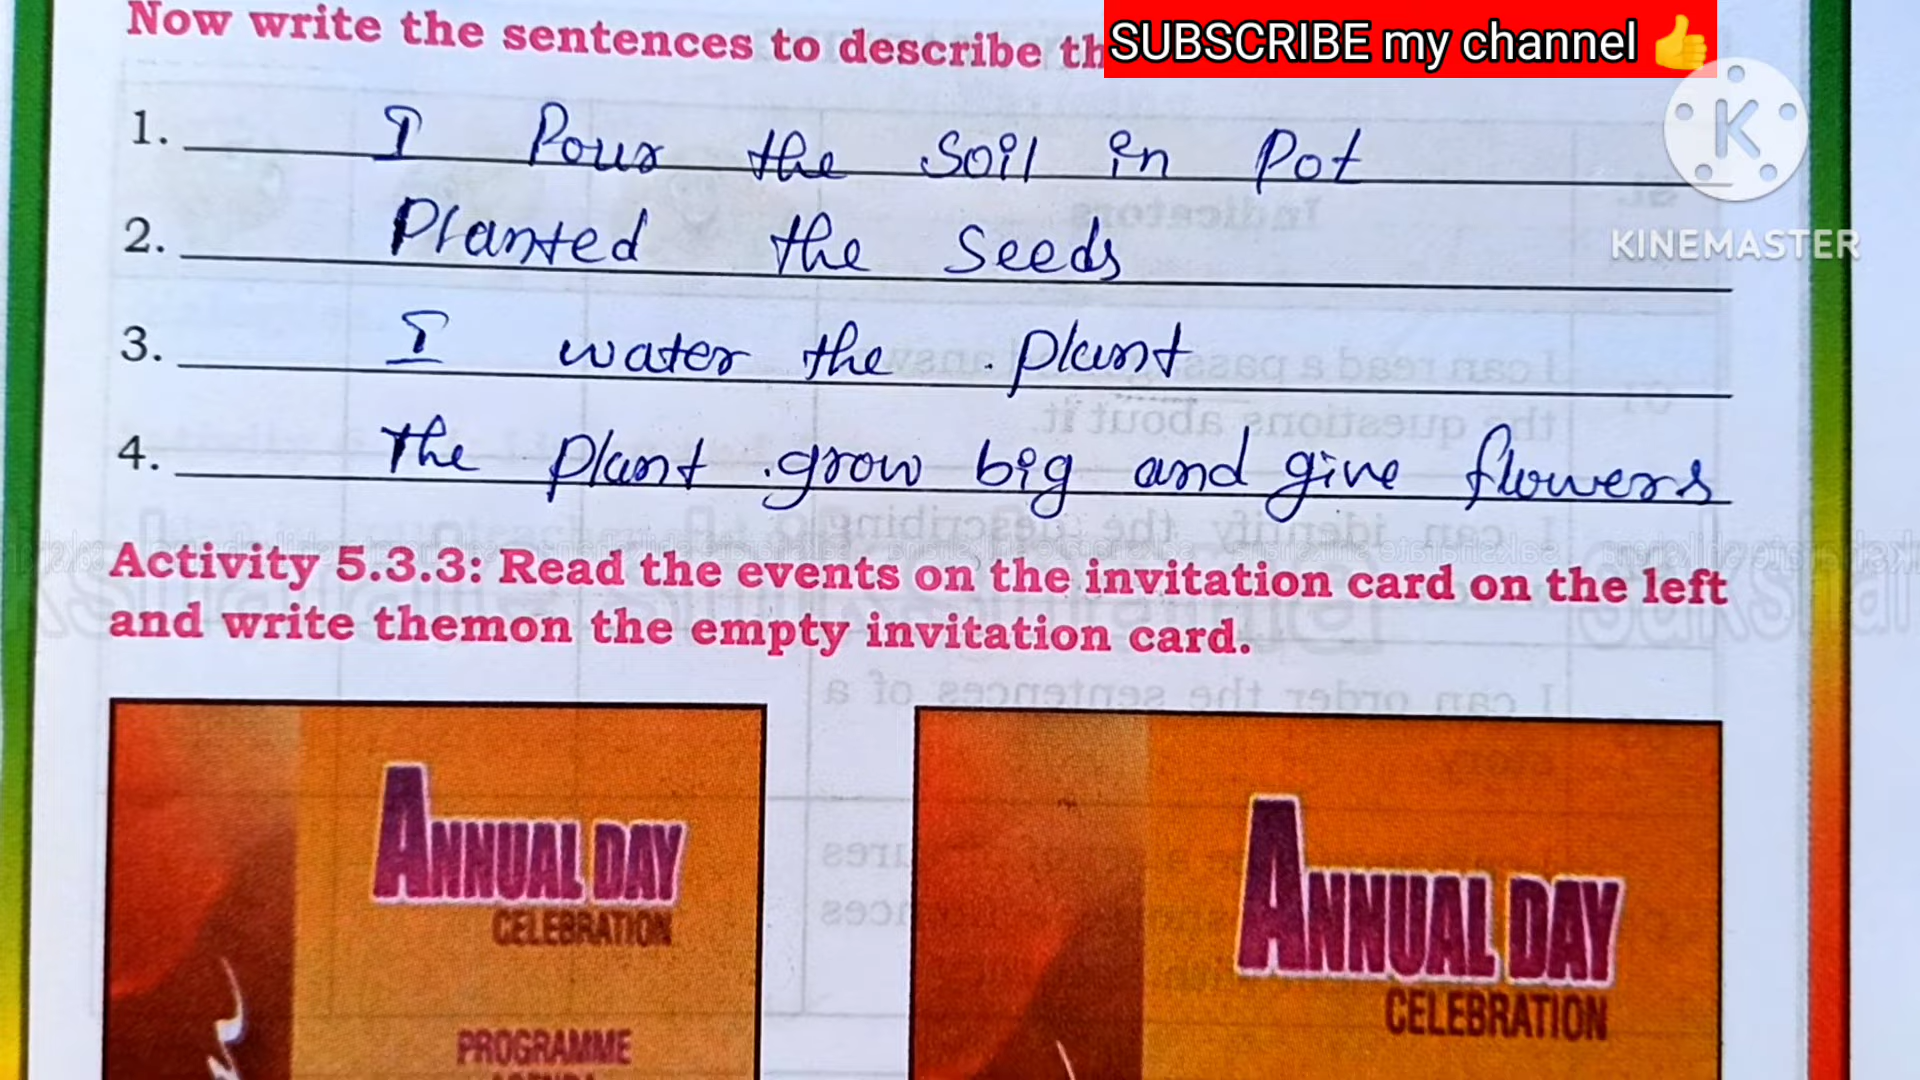 Now write the sentences to describe th
SUBSCRIBE my channel 👍
K
KINEMASTER
1. I Pour the Soil in Pot
2. Planted the Seeds
3. I water the plant
4. The plant grow big and give flowers
Activity 5.3.3: Read the events on the invitation card on the left
and write themon the empty invitation card.
ANNUAL DAY
CELEBRATION
PROGRAMME
ANNUAL DAY
CELEBRATION